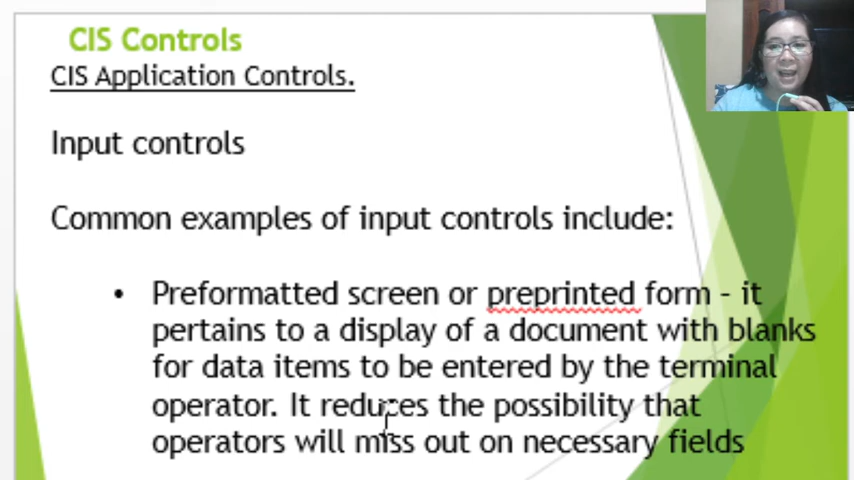 CIS Controls
CIS Application Controls.
Input controls
Common examples of input controls include:
• Preformatted screen or preprinted form – it
pertains to a display of a document with blanks
for data items to be entered by the terminal
operator. It reduces the possibility that
operators will miss out on necessary fields